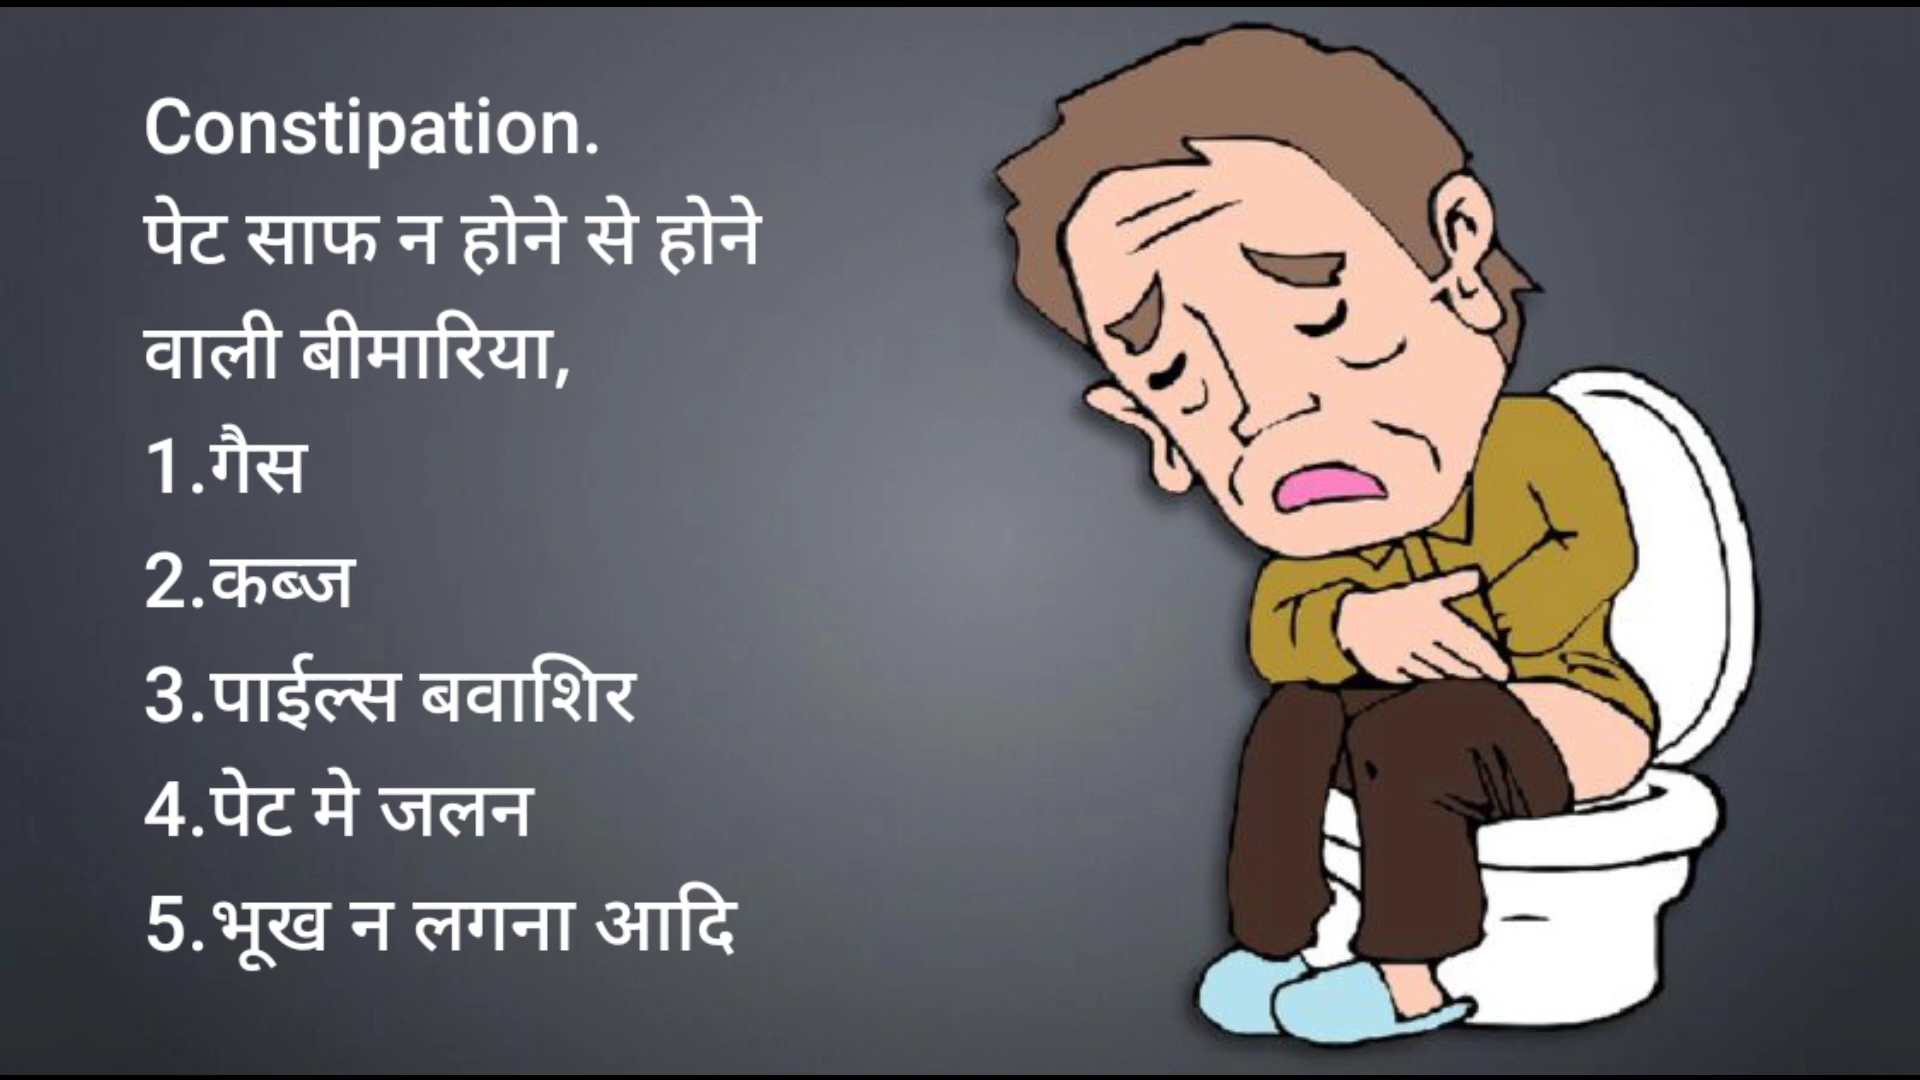 Constipation.
पेट साफ न होने से होने
वाली बीमारिया,
1.गैस
2.कब्ज
3.पाईल्स बवाशिर
4.पेट मे जलन
5.भूख न लगना आदि